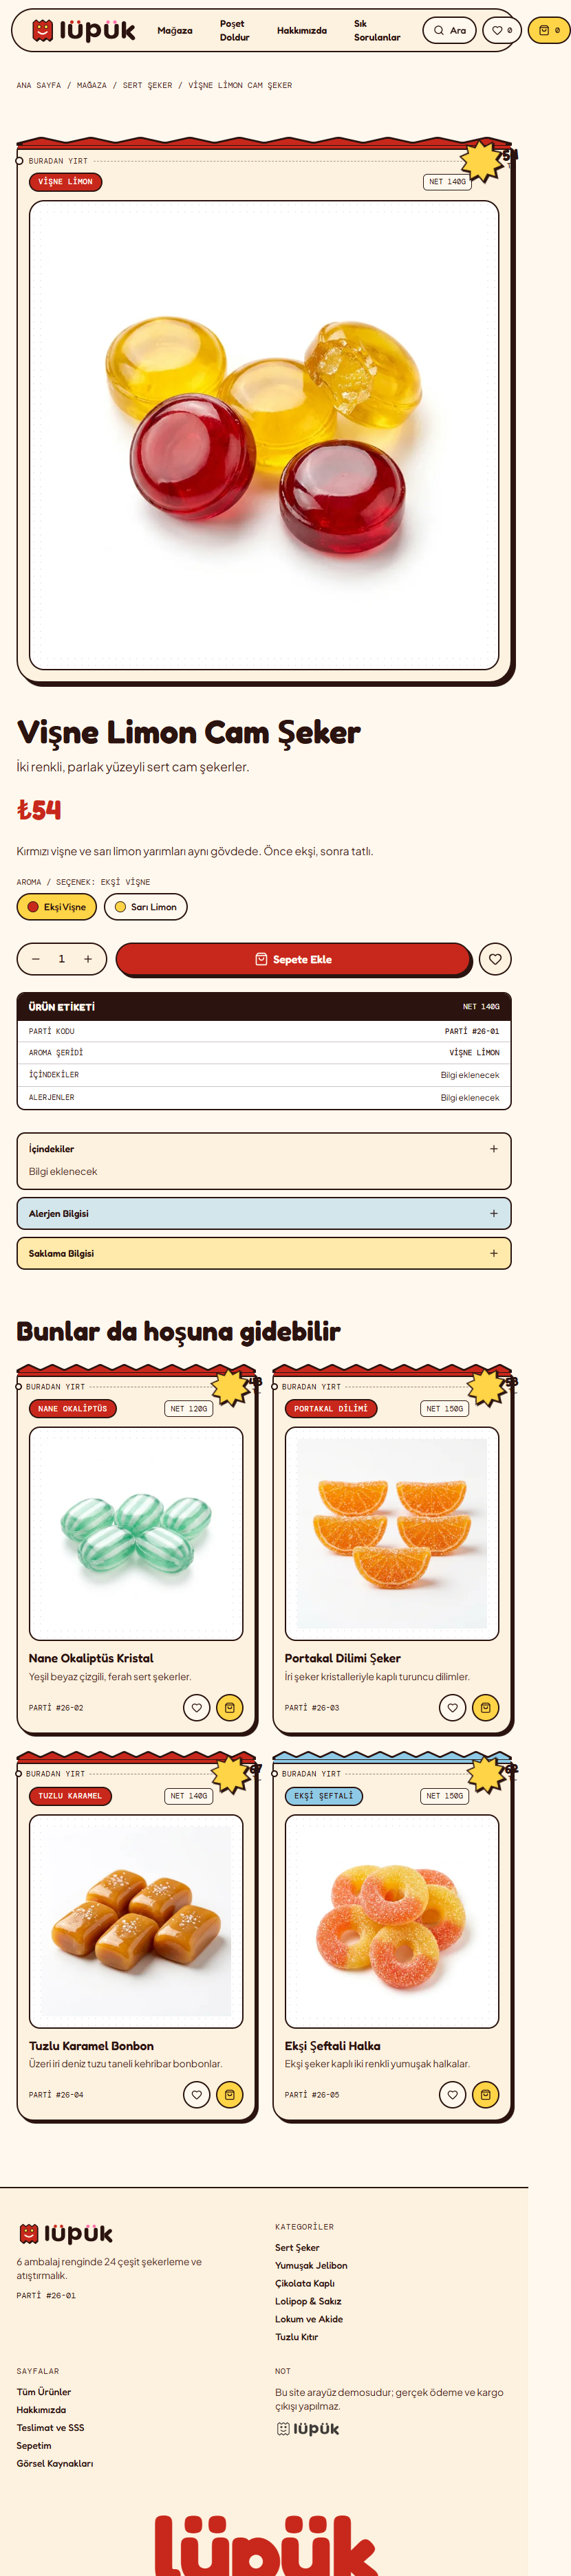 lüpük
Mağaza
Poşet Doldur
Hakkımızda
Sık Sorulanlar
Ara
0
0
ANA SAYFA / MAĞAZA / SERT ŞEKER / VİŞNE LİMON CAM ŞEKER
BURADAN YIRT
54
VİŞNE LİMON
NET 140G
Vişne Limon Cam Şeker
İki renkli, parlak yüzeyli sert cam şekerler.
₺54
Kırmızı vişne ve sarı limon yarımları aynı gövdede. Önce ekşi, sonra tatlı.
AROMA / SEÇENEK: EKŞİ VİŞNE
Ekşi Vişne
Sarı Limon
1
Sepete Ekle
ÜRÜN ETİKETİ
NET 140G
PARTİ KODU
PARTİ #26-01
AROMA ŞERİDİ
VİŞNE LİMON
İÇİNDEKİLER
Bilgi eklenecek
ALERJENLER
Bilgi eklenecek
İçindekiler
Bilgi eklenecek
Alerjen Bilgisi
Saklama Bilgisi
Bunlar da hoşuna gidebilir
BURADAN YIRT
NANE OKALİPTÜS
NET 120G
Nane Okaliptüs Kristal
Yeşil beyaz çizgili, ferah sert şekerler.
PARTİ #26-02
BURADAN YIRT
PORTAKAL DİLİMİ
NET 150G
Portakal Dilimi Şeker
İri şeker kristalleriyle kaplı turuncu dilimler.
PARTİ #26-03
BURADAN YIRT
67
TUZLU KARAMEL
NET 140G
Tuzlu Karamel Bonbon
Üzeri iri deniz tuzu taneli kehribar bonbonlar.
PARTİ #26-04
BURADAN YIRT
62
EKŞİ ŞEFTALİ
NET 150G
Ekşi Şeftali Halka
Ekşi şeker kaplı iki renkli yumuşak halkalar.
PARTİ #26-05
lüpük
6 ambalaj renginde 24 çeşit şekerleme ve
atıştırmalık.
PARTİ #26-01
KATEGORİLER
Sert Şeker
Yumuşak Jelibon
Çikolata Kaplı
Lolipop & Sakız
Lokum ve Akide
Tuzlu Kıtır
SAYFALAR
Tüm Ürünler
Hakkımızda
Teslimat ve SSS
Sepetim
Görsel Kaynakları
NOT
Bu site arayüz demosudur; gerçek ödeme ve kargo
çıkışı yapılmaz.
lüpük
lüpük